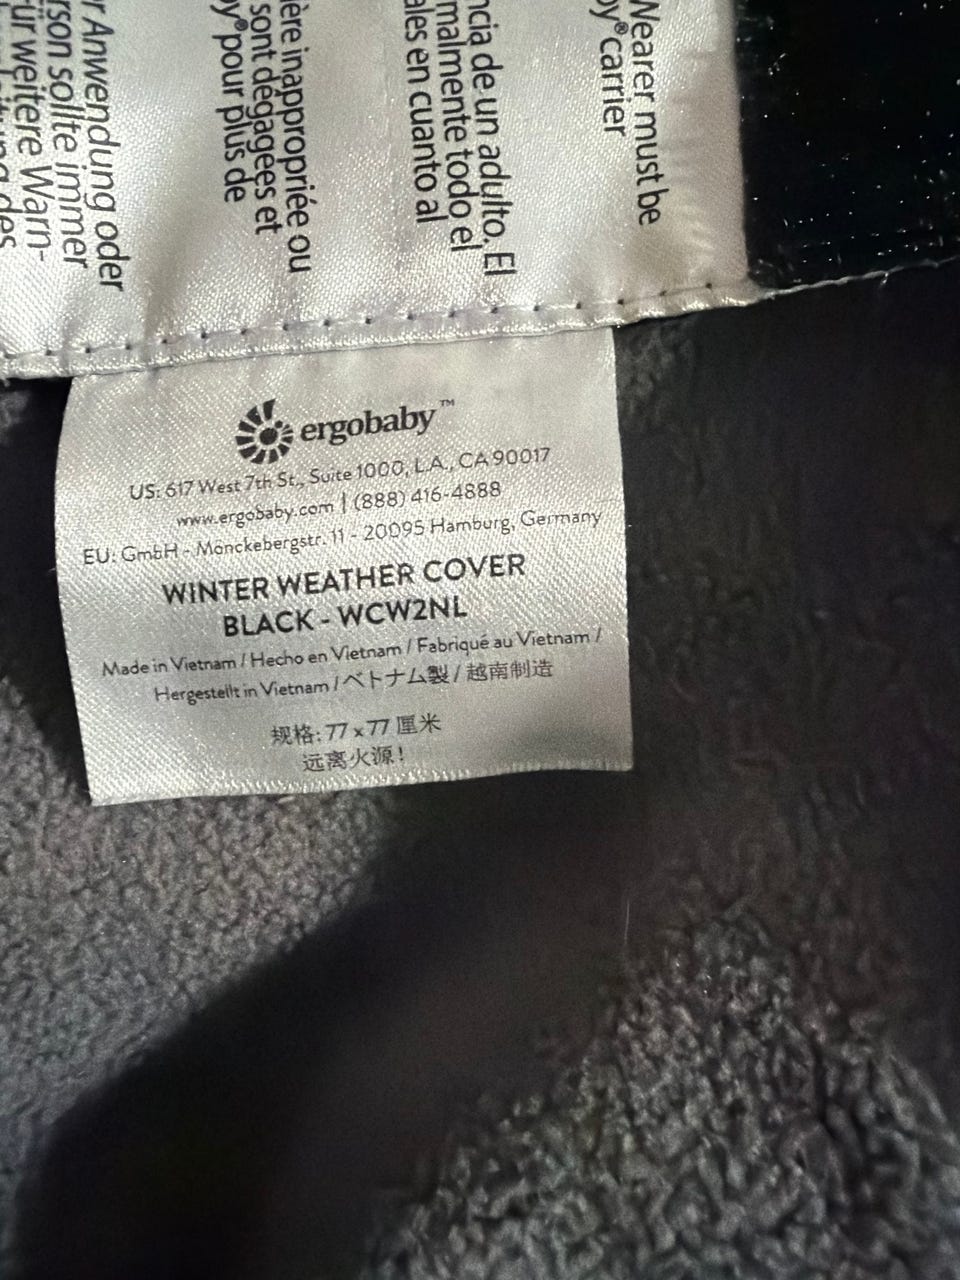 Wearer must be
y® carrier
ncia de un adulto. El
malmente todo el
ales en cuanto al
ière inappropriée ou
sont dégagées et
y® pour plus de
r Anwendung oder
rson sollte immer
ür weitere Warn-
des
ergobaby™
US: 617 West 7th St., Suite 1000, L.A., CA 90017
www.ergobaby.com | (888) 416-4888
EU: GmbH - Monckebergstr. 11 - 20095 Hamburg, Germany
WINTER WEATHER COVER
BLACK - WCW2NL
Made in Vietnam / Hecho en Vietnam / Fabriqué au Vietnam /
Hergestellt in Vietnam / ベトナム製 / 越南制造
规格: 77 x 77 厘米
远离火源!